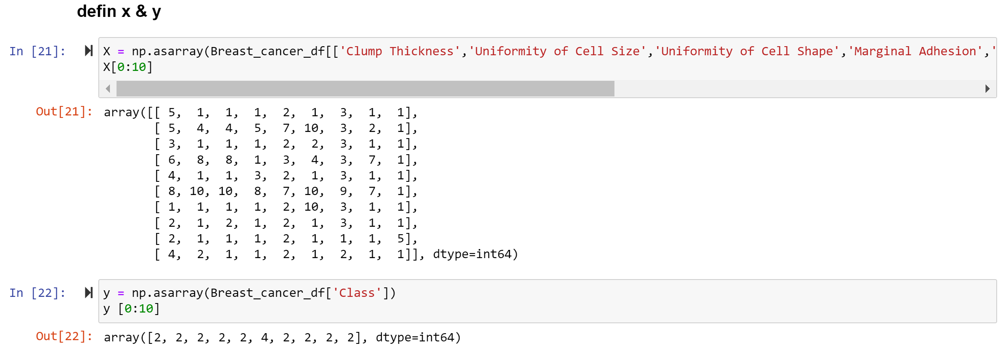 defin x & y
In [21]: X = np.asarray(Breast_cancer_df[['Clump Thickness','Uniformity of Cell Size','Uniformity of Cell Shape','Marginal Adhesion','
X[0:10]
Out[21]: array([[ 5, 1, 1, 1, 2, 1, 3, 1, 1],
[ 5, 4, 4, 5, 7, 10, 3, 2, 1],
[ 3, 1, 1, 1, 2, 2, 3, 1, 1],
[ 6, 8, 8, 1, 3, 4, 3, 7, 1],
[ 4, 1, 1, 3, 2, 1, 3, 1, 1],
[ 8, 10, 10, 8, 7, 10, 9, 7, 1],
[ 1, 1, 1, 1, 2, 10, 3, 1, 1],
[ 2, 1, 2, 1, 2, 1, 3, 1, 1],
[ 2, 1, 1, 1, 2, 1, 1, 1, 5],
[ 4, 2, 1, 1, 2, 1, 2, 1, 1]], dtype=int64)
In [22]: y = np.asarray(Breast_cancer_df['Class'])
y [0:10]
Out[22]: array([2, 2, 2, 2, 2, 4, 2, 2, 2, 2], dtype=int64)